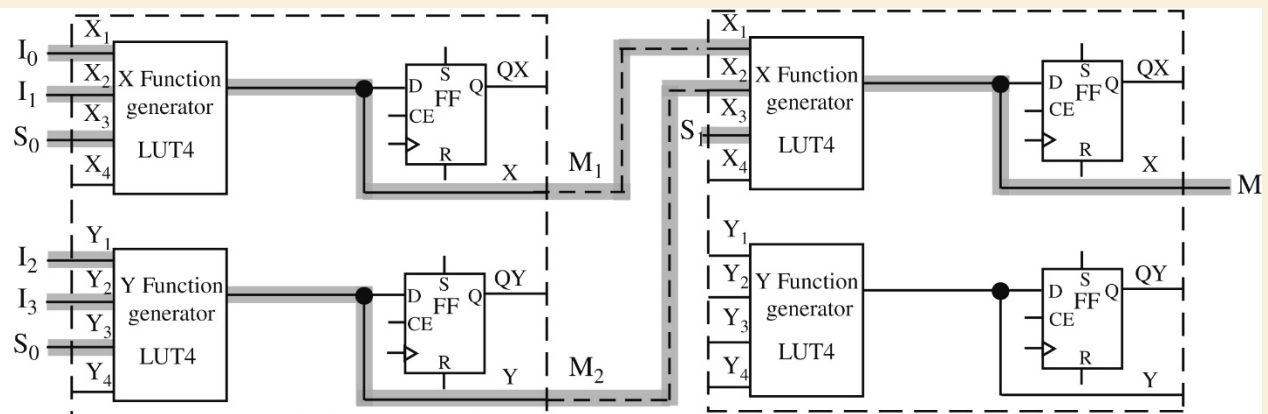 I0
I1
S0
X1
X2
X3
X4
X Function
generator
LUT4
S
D
Q
FF
CE
R
QX
X
M1
I2
I3
S0
Y1
Y2
Y3
Y4
Y Function
generator
LUT4
S
D
Q
FF
CE
R
QY
Y
M2
X1
X2
X3
S1
X4
X Function
generator
LUT4
S
D
Q
FF
CE
R
QX
X
M
Y1
Y2
Y3
Y4
Y Function
generator
LUT4
S
D
Q
FF
CE
R
QY
Y